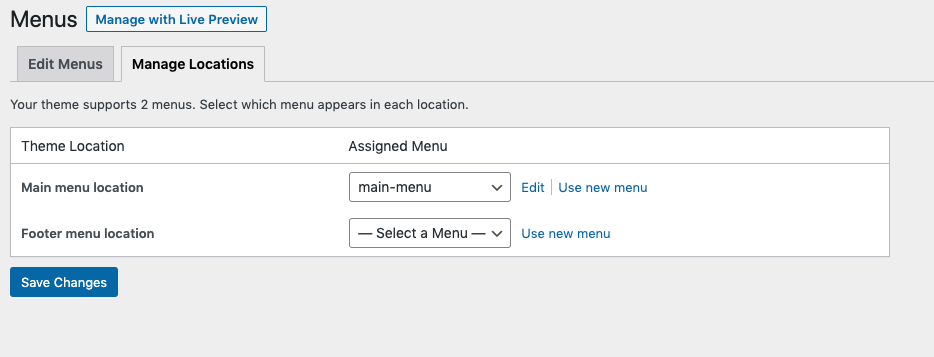 Menus Manage with Live Preview
Edit Menus Manage Locations
Your theme supports 2 menus. Select which menu appears in each location.
Theme Location Assigned Menu
Main menu location main-menu Edit Use new menu
Footer menu location — Select a Menu — Use new menu
Save Changes